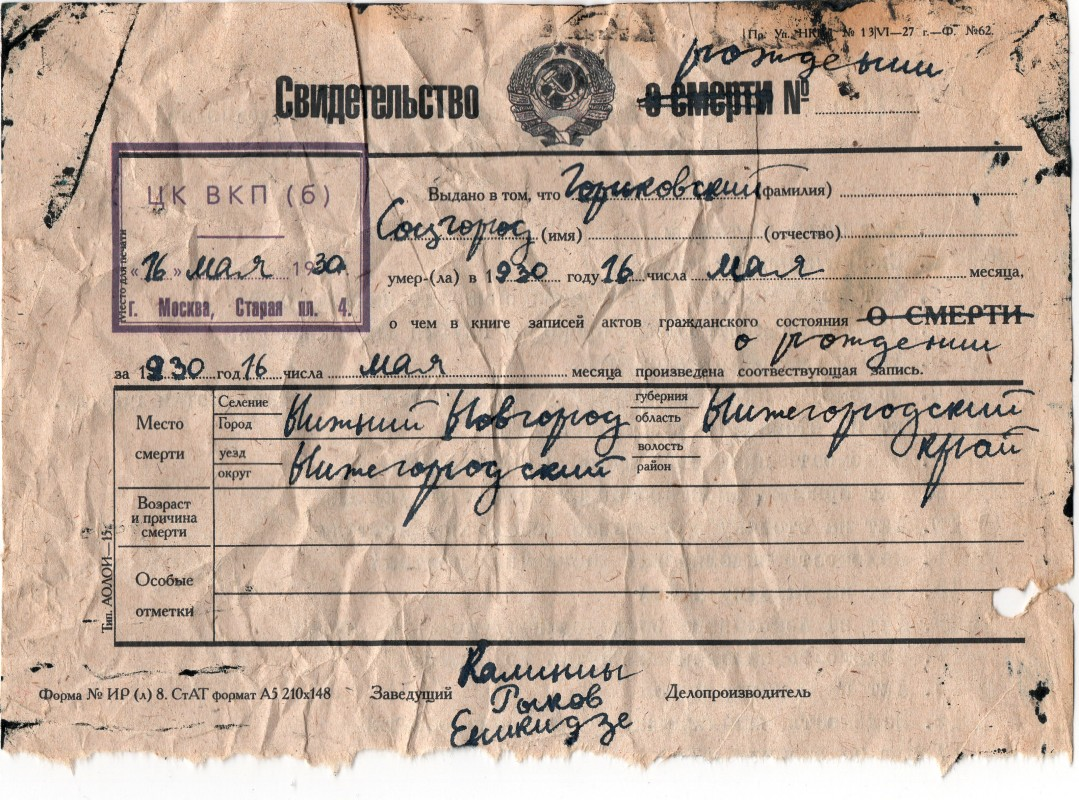 Пр. Уп. НК № 13|VI—27 г.—Ф. №62.
рождении
Свидетельство о смерти №
ЦК ВКП (б)
«16» мая 1930
г. Москва, Старая пл. 4.
Место для печати
Выдано в том, что Горьковский (фамилия)
Соцгород (имя) (отчество)
умер-(ла) в 1930 году 16 числа мая месяца,
о чем в книге записей актов гражданского состояния О СМЕРТИ
о рождении
за 1930 год 16 числа мая месяца произведена соотвествующая запись.
Место смерти
Селение Город Нижний Новгород губерния область Нижегородский край
уезд округ Нижегородский волость район
Возраст и причина смерти
Особые отметки
Тип. АОЛОИ—15г.
Форма № ИР (л) 8. СтАТ формат А5 210х148 Заведущий Калинин Делопроизводитель
Рыков
Енукидзе